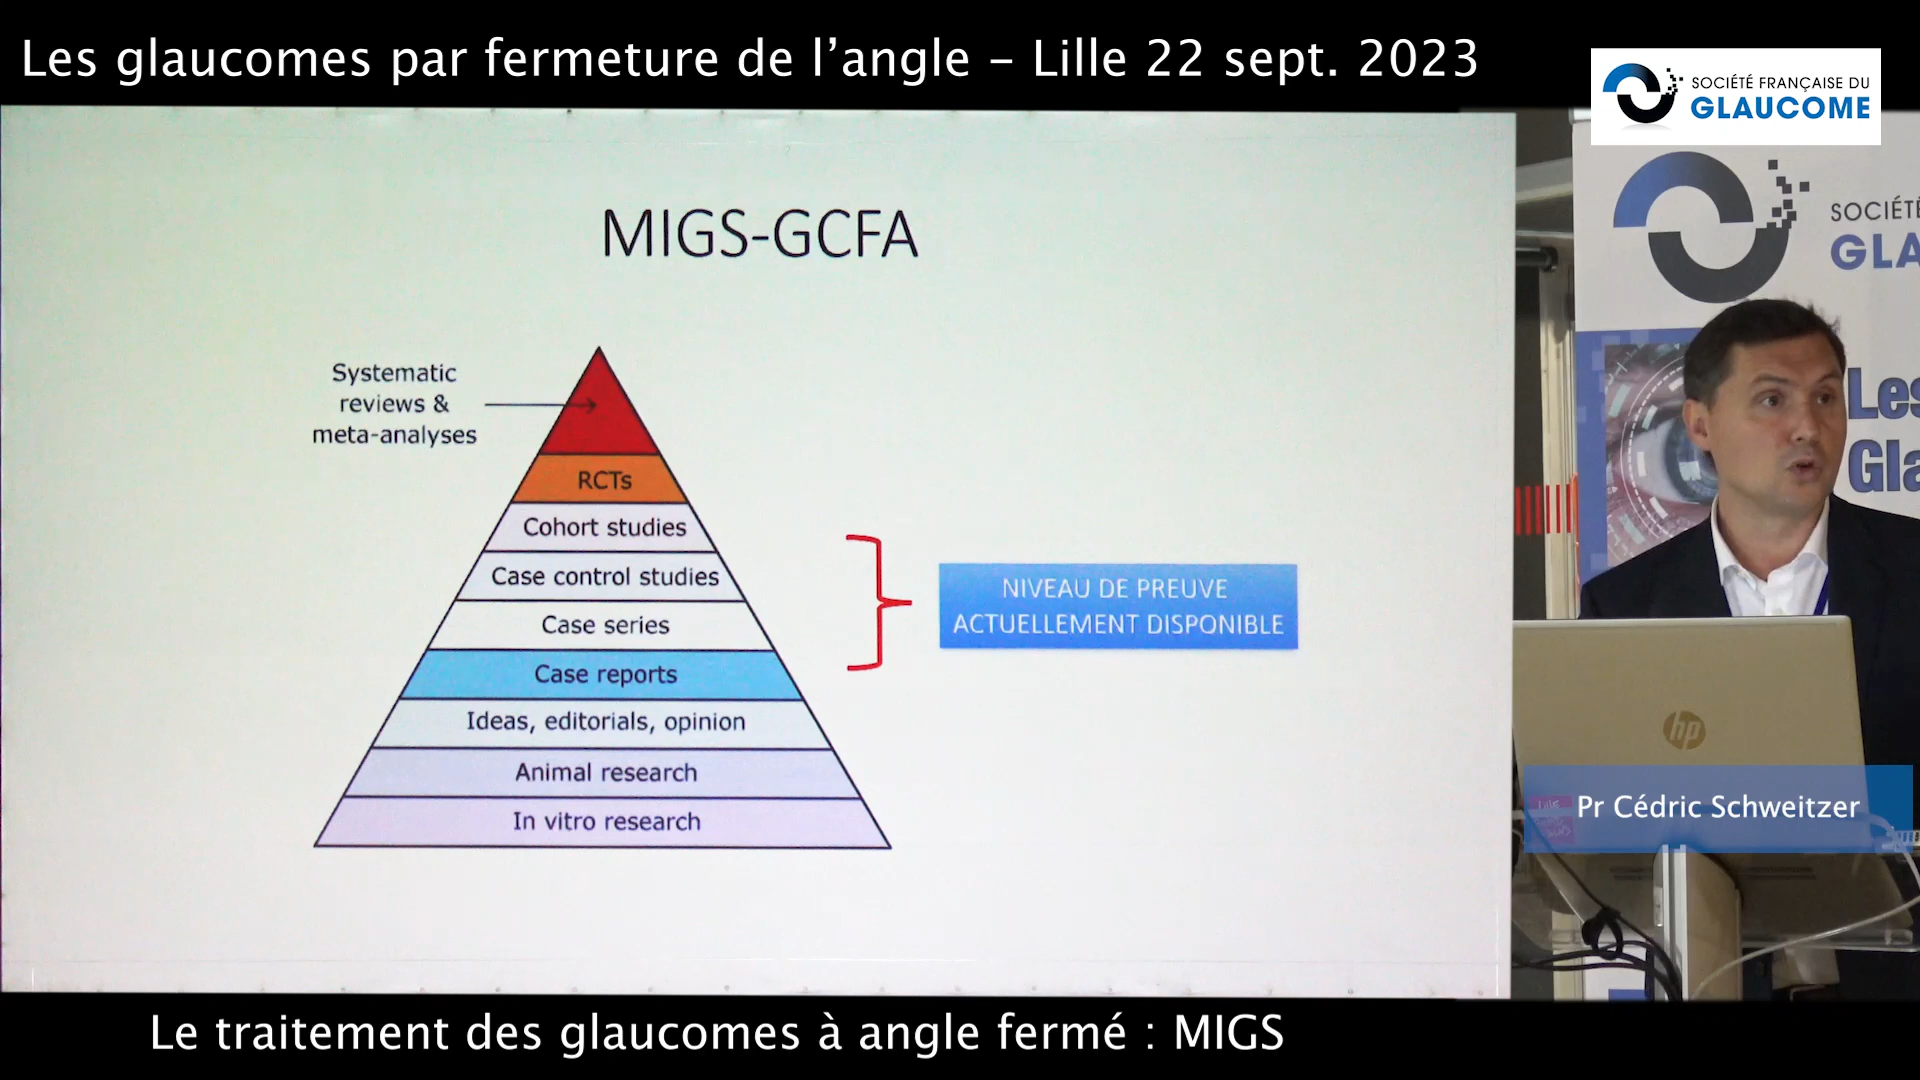 Les glaucomes par fermeture de l’angle – Lille 22 sept. 2023
SOCIÉTÉ FRANÇAISE DU
GLAUCOME
SOCIÉTÉ
GLA
Les
Gla
MIGS-GCFA
Systematic
reviews &
meta-analyses
RCTs
Cohort studies
Case control studies
Case series
Case reports
Ideas, editorials, opinion
Animal research
In vitro research
NIVEAU DE PREUVE
ACTUELLEMENT DISPONIBLE
hp
Pr Cédric Schweitzer
Le traitement des glaucomes à angle fermé : MIGS